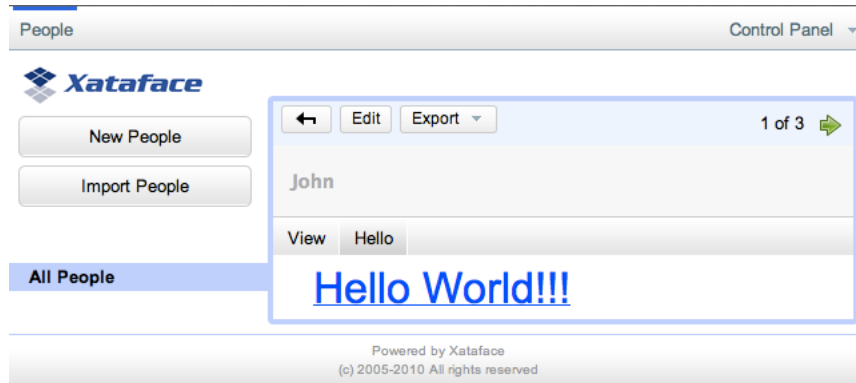 People Control Panel
Xataface
New People
Import People
All People
Edit Export 1 of 3
John
View Hello
Hello World!!!
Powered by Xataface
(c) 2005-2010 All rights reserved